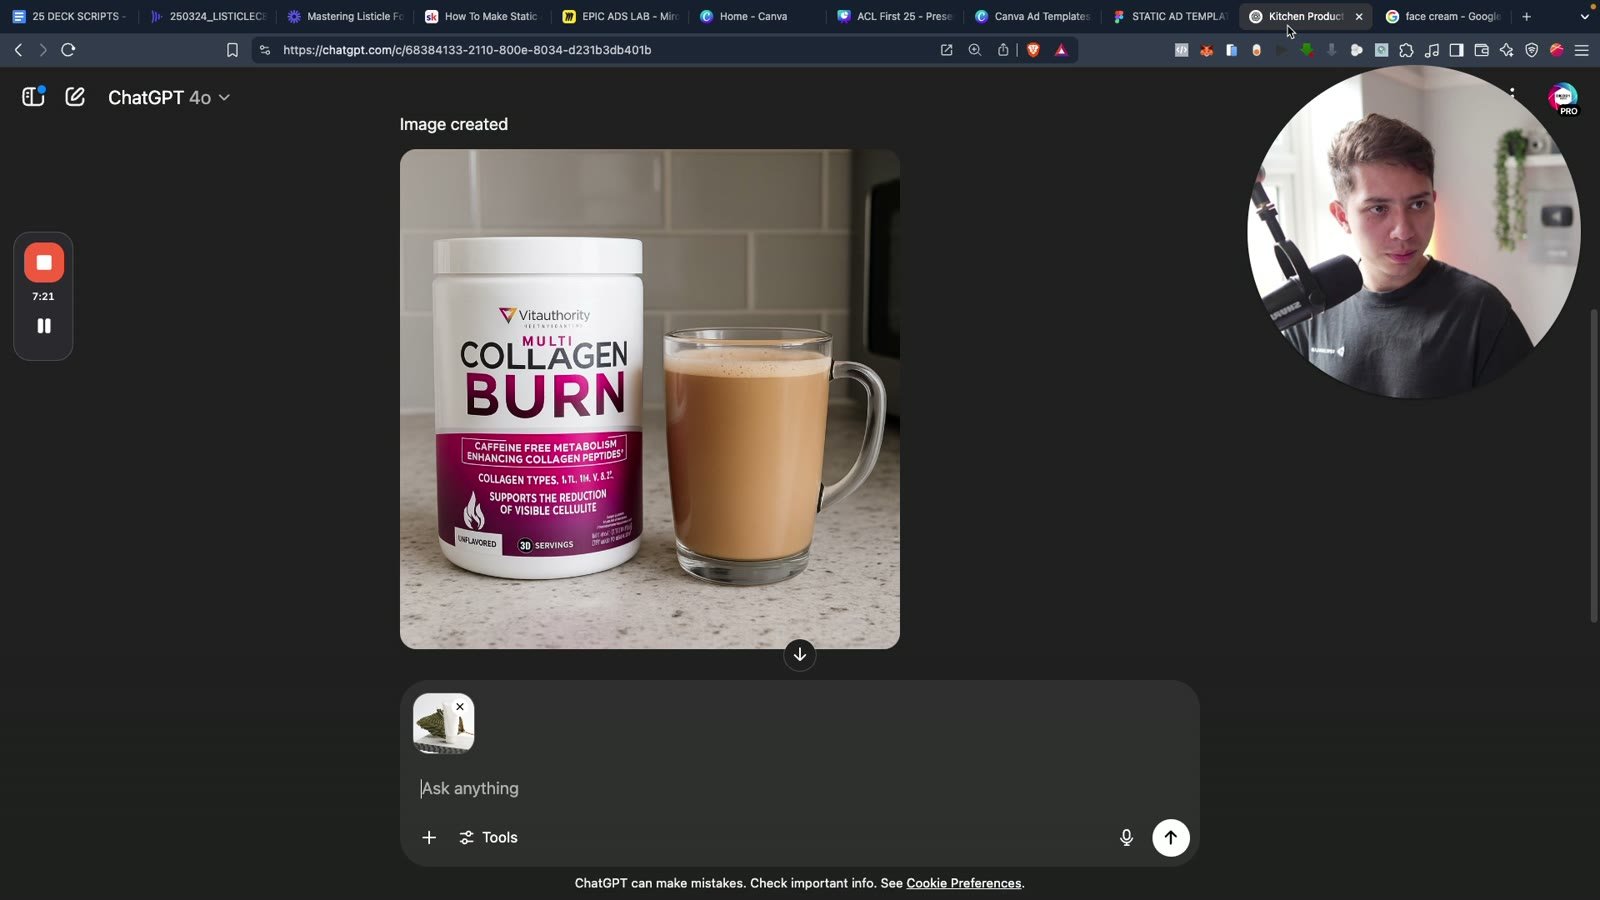 25 DECK SCRIPTS -
250324_LISTICLECE
Mastering Listicle Fo
How To Make Static
EPIC ADS LAB - Miro
Home - Canva
ACL First 25 - Prese
Canva Ad Templates
STATIC AD TEMPLA
Kitchen Product
face cream - Google
https://chatgpt.com/c/68384133-2110-800e-8034-d231b3db401b
ChatGPT 4o
PRO
Image created
7:21
Vitauthority
MULTI
COLLAGEN
BURN
CAFFEINE FREE METABOLISM
ENHANCING COLLAGEN PEPTIDES*
COLLAGEN TYPES,
SUPPORTS THE REDUCTION
OF VISIBLE CELLULITE
UNFLAVORED
30 SERVINGS
Ask anything
Tools
ChatGPT can make mistakes. Check important info. See Cookie Preferences.